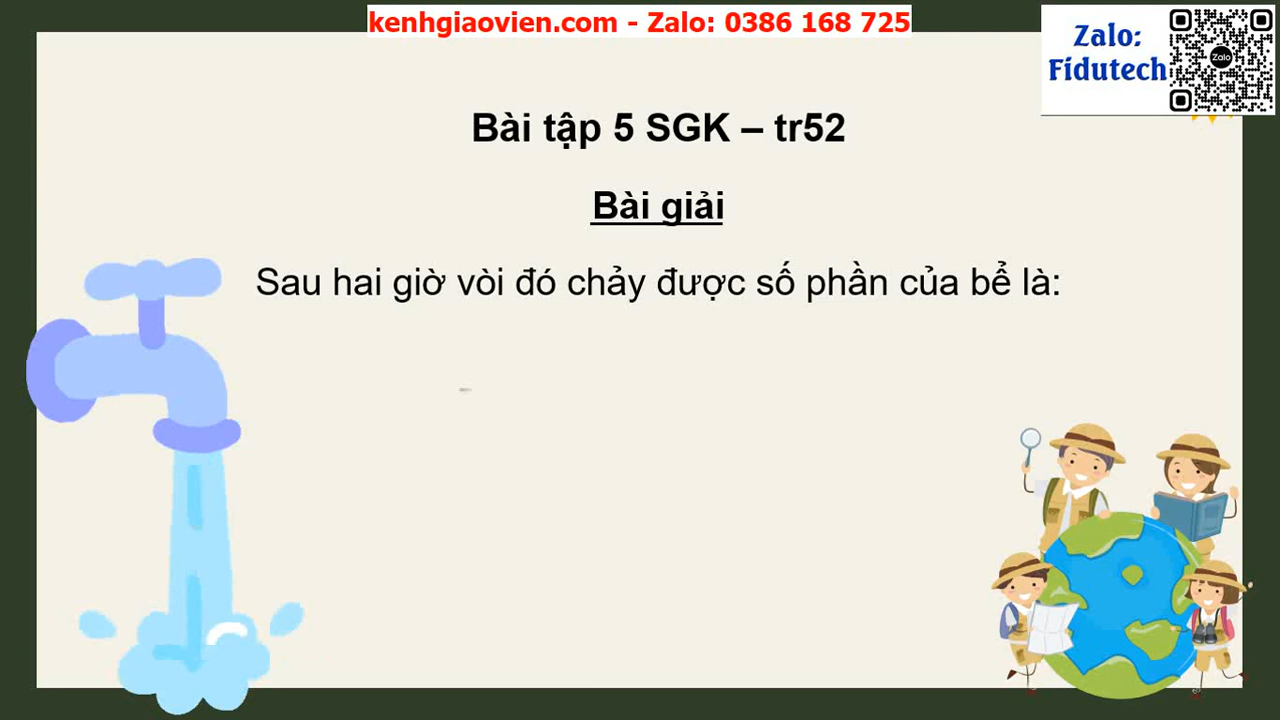 kenhgiaovien.com - Zalo: 0386 168 725
Zalo:
Fidutech
Zalo
Bài tập 5 SGK – tr52
Bài giải
Sau hai giờ vòi đó chảy được số phần của bể là: